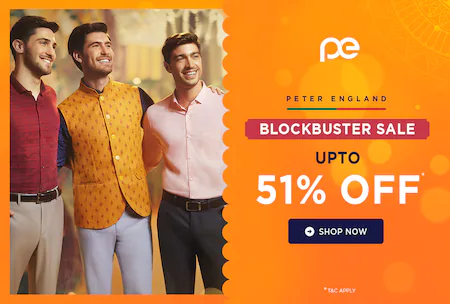 pe
PETER ENGLAND
BLOCKBUSTER SALE
UPTO
51% OFF*
SHOP NOW
*T&C APPLY